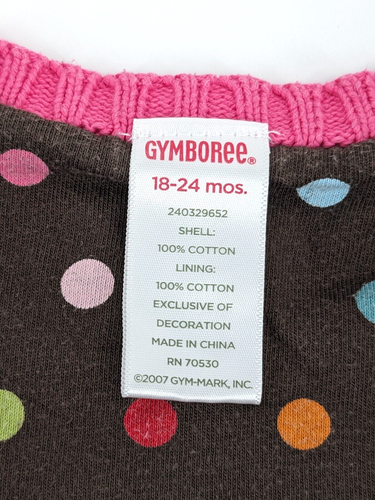 GYMBOREE®
18-24 mos.
240329652
SHELL:
100% COTTON
LINING:
100% COTTON
EXCLUSIVE OF
DECORATION
MADE IN CHINA
RN 70530
©2007 GYM-MARK, INC.